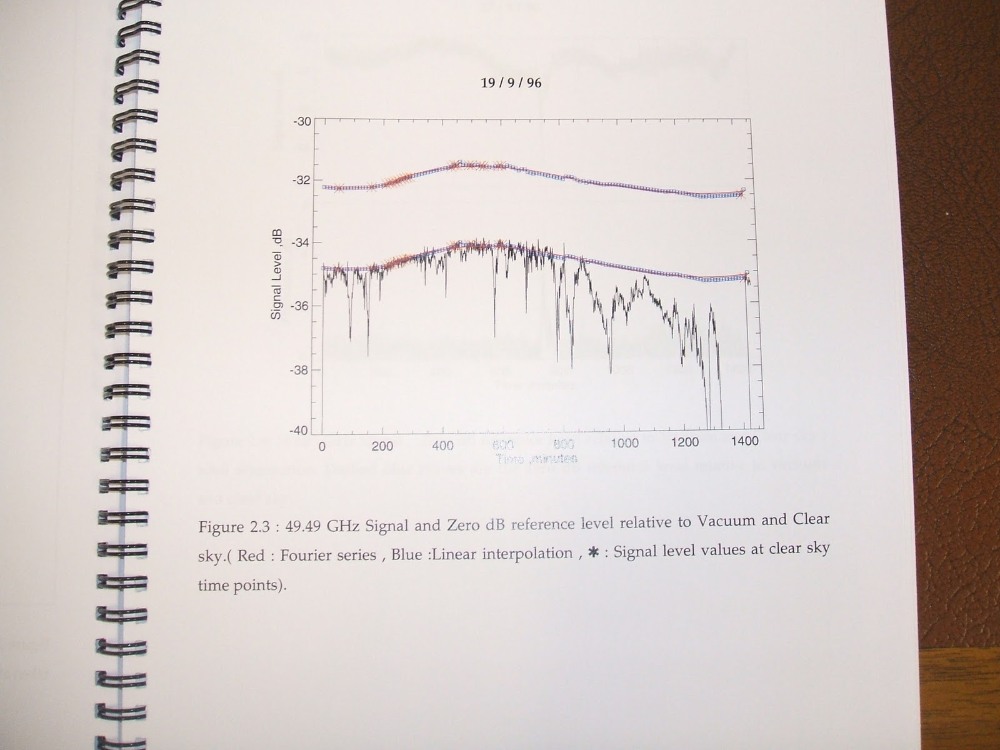 19 / 9 / 96
-30
-32
-34
-36
-38
-40
Signal Level ,dB
0 200 400 600 800 1000 1200 1400
Time ,minutes
Figure 2.3 : 49.49 GHz Signal and Zero dB reference level relative to Vacuum and Clear
sky.( Red : Fourier series , Blue :Linear interpolation , * : Signal level values at clear sky
time points).